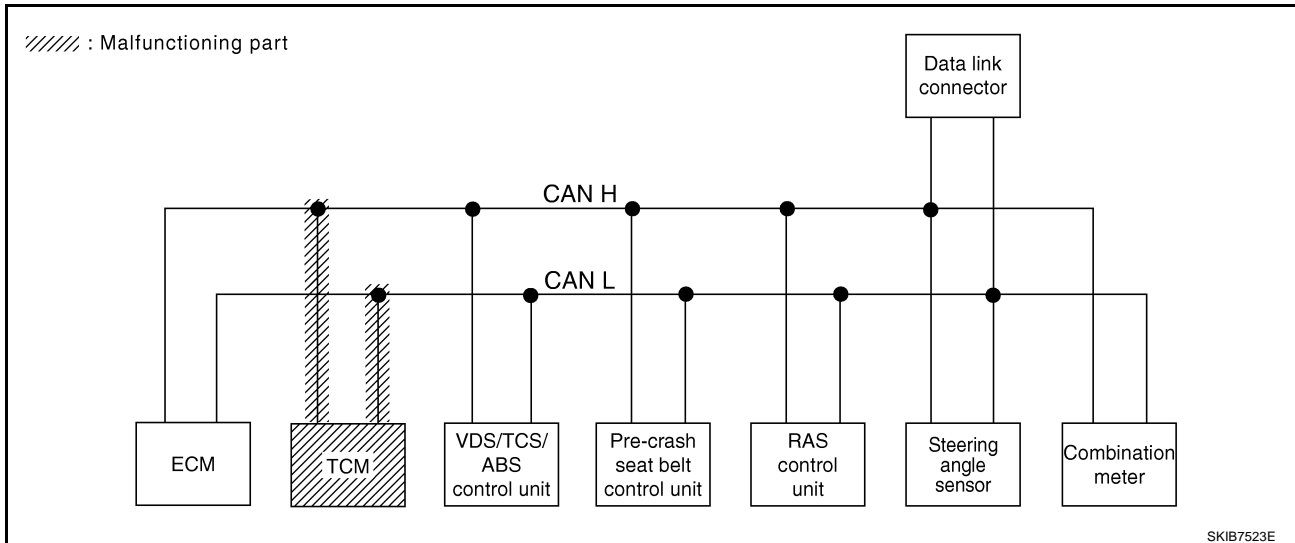 : Malfunctioning part
Data link
connector
CAN H
CAN L
ECM
TCM
VDS/TCS/
ABS
control unit
Pre-crash
seat belt
control unit
RAS
control
unit
Steering
angle
sensor
Combination
meter
SKIB7523E